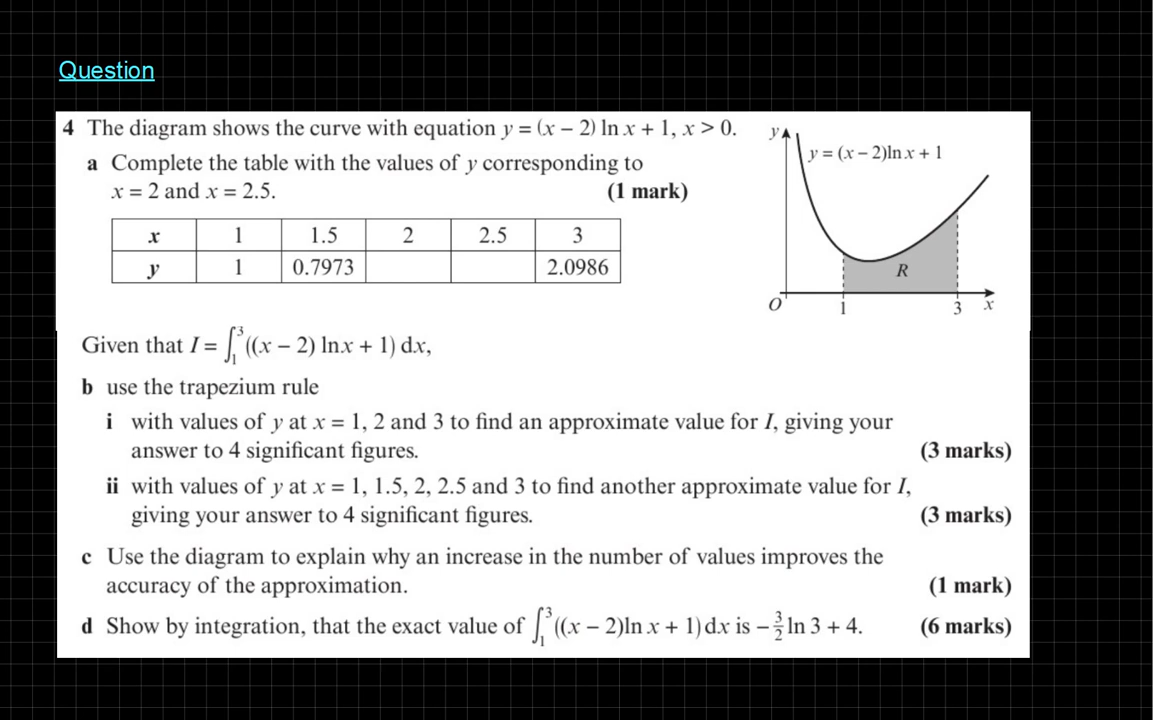 Question
4 The diagram shows the curve with equation y = (x – 2) ln x + 1, x > 0.
a Complete the table with the values of y corresponding to
x = 2 and x = 2.5. (1 mark)
x 1 1.5 2 2.5 3
y 1 0.7973 2.0986
y
y = (x – 2)ln x + 1
R
O 1 3 x
Given that I = ∫₁³ ((x – 2) lnx + 1) dx,
b use the trapezium rule
i with values of y at x = 1, 2 and 3 to find an approximate value for I, giving your
answer to 4 significant figures. (3 marks)
ii with values of y at x = 1, 1.5, 2, 2.5 and 3 to find another approximate value for I,
giving your answer to 4 significant figures. (3 marks)
c Use the diagram to explain why an increase in the number of values improves the
accuracy of the approximation. (1 mark)
d Show by integration, that the exact value of ∫₁³ ((x – 2)ln x + 1) dx is –3/2 ln 3 + 4. (6 marks)